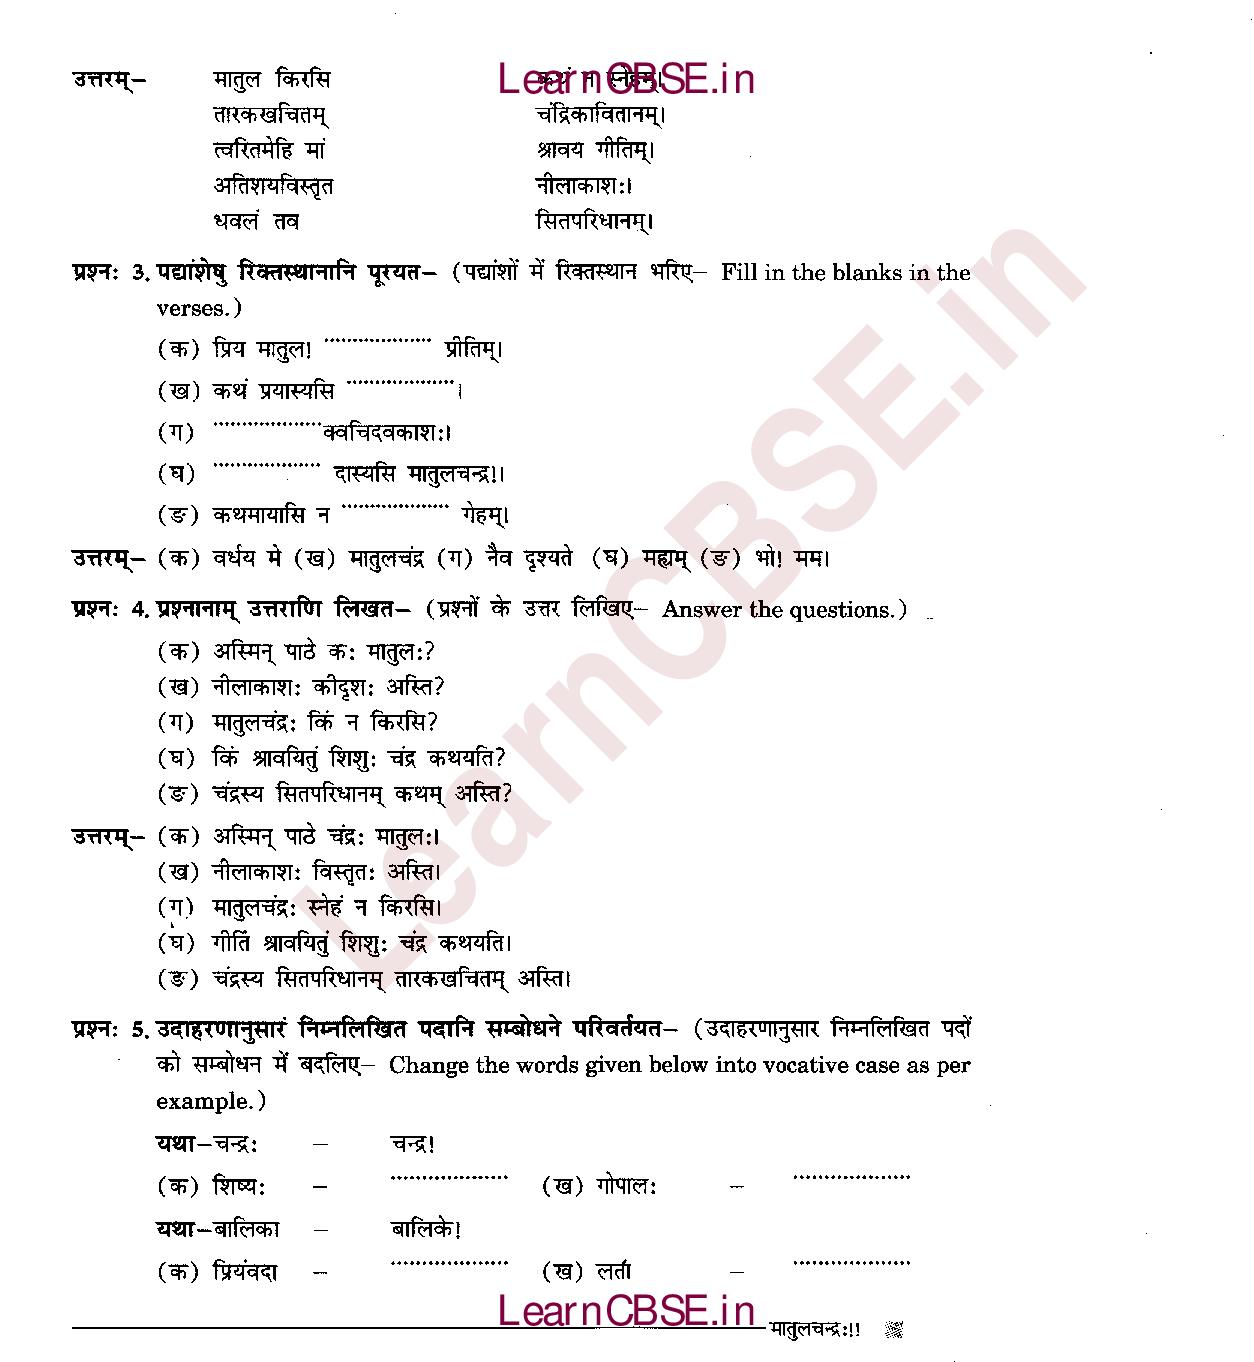 LearnCBSE.in
उत्तरम्– मातुल किरसि कथं न स्नेहम्।
तारकखचितम् चंद्रिकावितानम्।
त्वरितमेहि मां श्रावय गीतिम्।
अतिशयविस्तृत नीलाकाशः।
धवलं तव सितपरिधानम्।
प्रश्नः 3. पद्यांशेषु रिक्तस्थानानि पूरयत– (पद्यांशों में रिक्तस्थान भरिए– Fill in the blanks in the
verses.)
(क) प्रिय मातुल! ................... प्रीतिम्।
(ख) कथं प्रयास्यसि ...................।
(ग) ...................क्वचिदवकाशः।
(घ) ................... दास्यसि मातुलचन्द्र!।
(ङ) कथमायासि न ................... गेहम्।
उत्तरम्– (क) वर्धय मे (ख) मातुलचंद्र (ग) नैव दृश्यते (घ) मह्यम् (ङ) भो! मम।
प्रश्नः 4. प्रश्नानाम् उत्तराणि लिखत– (प्रश्नों के उत्तर लिखिए– Answer the questions.)
(क) अस्मिन् पाठे कः मातुलः?
(ख) नीलाकाशः कीदृशः अस्ति?
(ग) मातुलचंद्रः किं न किरसि?
(घ) किं श्रावयितुं शिशुः चंद्र कथयति?
(ङ) चंद्रस्य सितपरिधानम् कथम् अस्ति?
उत्तरम्– (क) अस्मिन् पाठे चंद्रः मातुलः।
(ख) नीलाकाशः विस्तृतः अस्ति।
(ग) मातुलचंद्रः स्नेहं न किरसि।
(घ) गीतिं श्रावयितुं शिशुः चंद्र कथयति।
(ङ) चंद्रस्य सितपरिधानम् तारकखचितम् अस्ति।
प्रश्नः 5. उदाहरणानुसारं निम्नलिखित पदानि सम्बोधने परिवर्तयत– (उदाहरणानुसार निम्नलिखित पदों
को सम्बोधन में बदलिए– Change the words given below into vocative case as per
example.)
यथा–चन्द्रः – चन्द्र!
(क) शिष्यः – ................... (ख) गोपालः – ...................
यथा–बालिका – बालिके!
(क) प्रियंवदा – ................... (ख) लता – ...................
LearnCBSE.in
मातुलचन्द्रः!!
LearnCBSE.in